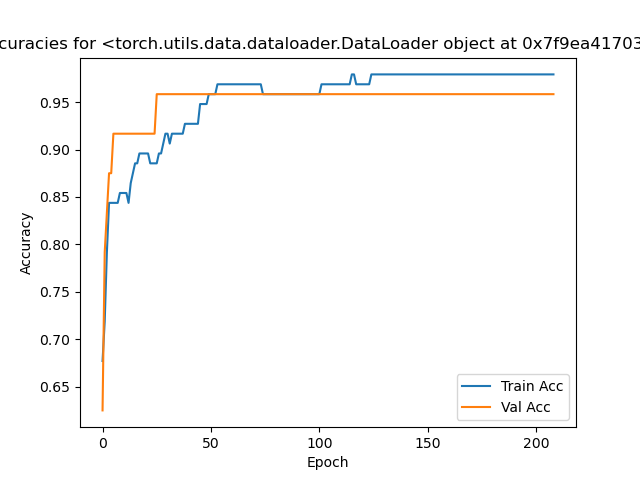 curacies for <torch.utils.data.dataloader.DataLoader object at 0x7f9ea41703
0.95
0.90
0.85
0.80
0.75
0.70
0.65
Accuracy
0
50
100
150
200
Epoch
Train Acc
Val Acc